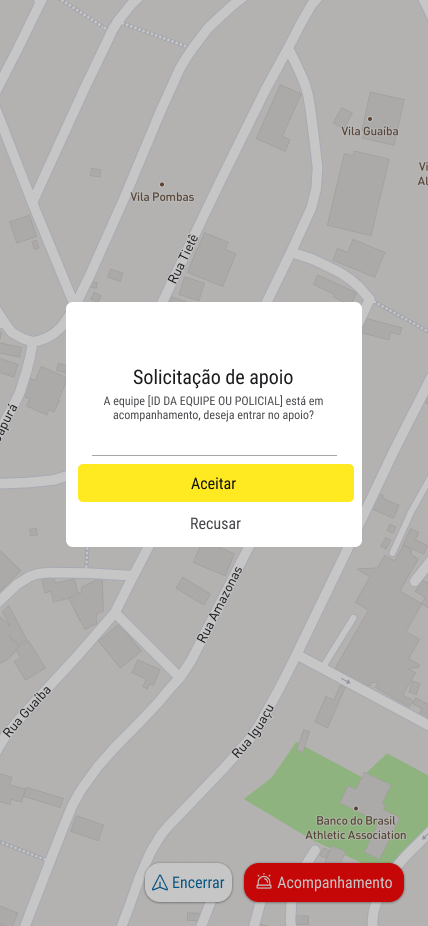 Vila Guaíba
Vi
Al
Vila Pombas
Rua Tietê
Solicitação de apoio
A equipe [ID DA EQUIPE OU POLICIAL] está em
acompanhamento, deseja entrar no apoio?
apurá
Aceitar
Recusar
Rua Amazonas
Rua Guaíba
Rua Iguaçu
Banco do Brasil
Athletic Association
Encerrar
Acompanhamento